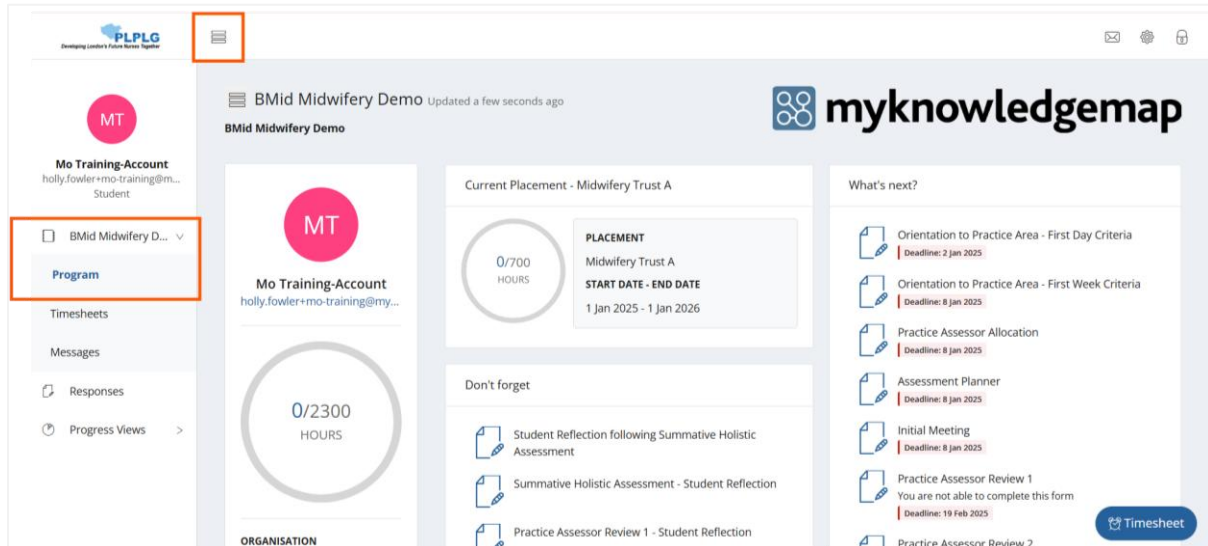 PLPLG
Developing London's Future Nurses Together
MT
Mo Training-Account
holly.fowler+mo-training@m...
Student
BMid Midwifery D...
Program
Timesheets
Messages
Responses
Progress Views
BMid Midwifery Demo Updated a few seconds ago
BMid Midwifery Demo
myknowledgemap
MT
Mo Training-Account
holly.fowler+mo-training@my...
0/2300
HOURS
ORGANISATION
Current Placement - Midwifery Trust A
0/700
HOURS
PLACEMENT
Midwifery Trust A
START DATE - END DATE
1 Jan 2025 - 1 Jan 2026
Don't forget
Student Reflection following Summative Holistic
Assessment
Summative Holistic Assessment - Student Reflection
Practice Assessor Review 1 - Student Reflection
What's next?
Orientation to Practice Area - First Day Criteria
Deadline: 2 Jan 2025
Orientation to Practice Area - First Week Criteria
Deadline: 8 Jan 2025
Practice Assessor Allocation
Deadline: 8 Jan 2025
Assessment Planner
Deadline: 8 Jan 2025
Initial Meeting
Deadline: 8 Jan 2025
Practice Assessor Review 1
You are not able to complete this form
Deadline: 19 Feb 2025
Practice Assessor Review 2
Timesheet